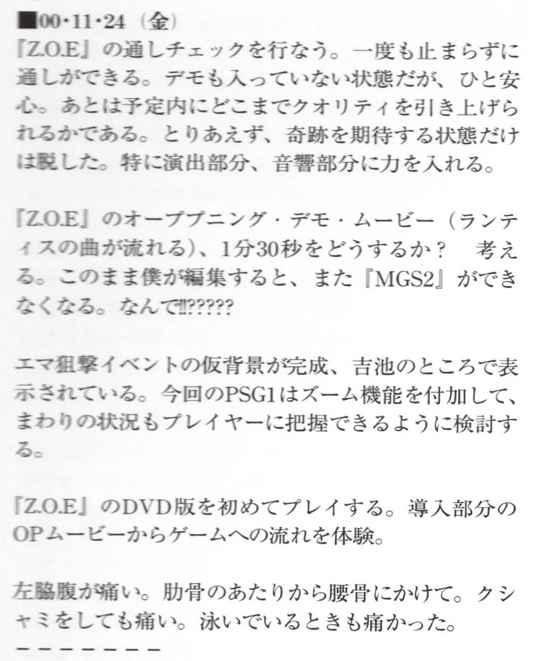 ■00・11・24（金）
『Z.O.E』の通しチェックを行なう。一度も止まらずに
通しができる。デモも入っていない状態だが、ひと安
心。あとは予定内にどこまでクオリティを引き上げら
れるかである。とりあえず、奇跡を期待する状態だけ
は脱した。特に演出部分、音響部分に力を入れる。
『Z.O.E』のオーププニング・デモ・ムービー（ランテ
ィスの曲が流れる）、1分30秒をどうするか？　考え
る。このまま僕が編集すると、また『MGS2』ができ
なくなる。なんで!!?????
エマ狙撃イベントの仮背景が完成、吉池のところで表
示されている。今回のPSG1はズーム機能を付加して、
まわりの状況もプレイヤーに把握できるように検討す
る。
『Z.O.E』のDVD版を初めてプレイする。導入部分の
OPムービーからゲームへの流れを体験。
左脇腹が痛い。肋骨のあたりから腰骨にかけて。クシ
ャミをしても痛い。泳いでいるときも痛かった。
－－－－－－－